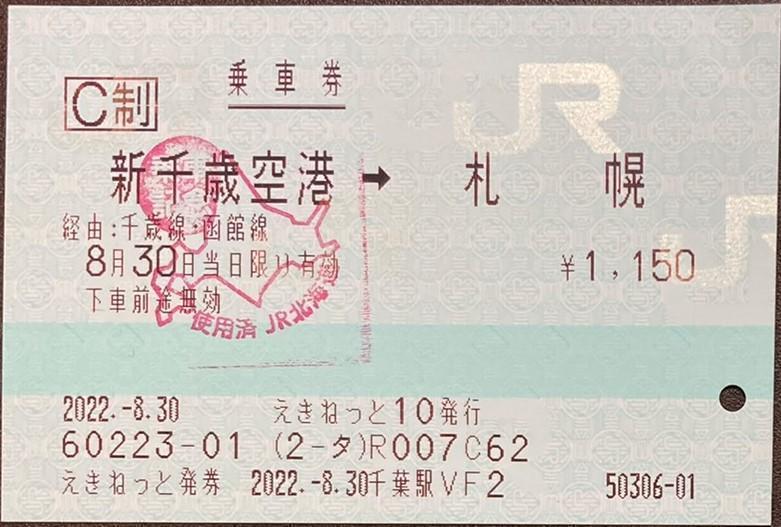 乗車券
C制
新千歳空港 → 札幌
経由:千歳線・函館線
8月30日当日限り有効 ¥1,150
下車前途無効
使用済 JR北海道
2022.-8.30 えきねっと10発行
60223-01 (2-タ)R007C62
えきねっと発券 2022.-8.30千葉駅VF2 50306-01
JR
JR